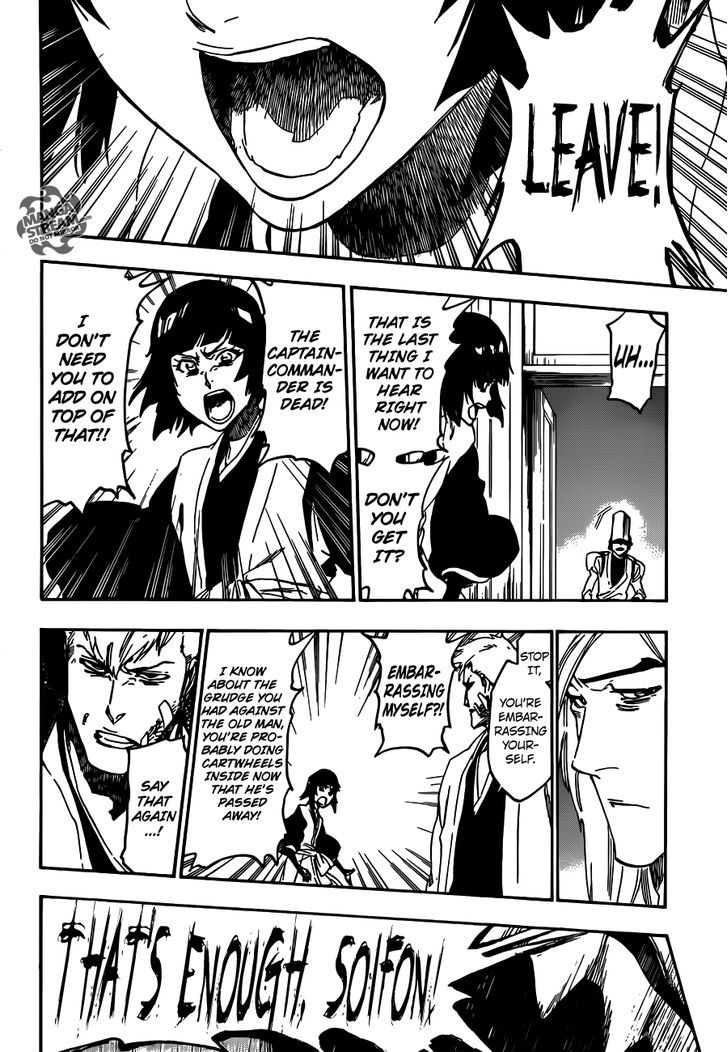 LEAVE!
MANGA
STREAM
UH...
THAT IS
THE LAST
THING I
WANT TO
HEAR
RIGHT
NOW!
DON'T
YOU
GET
IT?
THE
CAPTAIN-
COMMAN-
DER IS
DEAD!
I
DON'T
NEED
YOU TO
ADD ON
TOP OF
THAT!!
STOP
IT,
YOU'RE
EMBAR-
RASSING
YOUR-
SELF.
EMBAR-
RASSING
MYSELF?!
I KNOW
ABOUT THE
GRUDGE YOU
HAD AGAINST
THE OLD MAN,
YOU'RE PRO-
BABLY DOING
CARTWHEELS
INSIDE NOW
THAT HE'S
PASSED
AWAY!
SAY
THAT
AGAIN
...!
THAT'S ENOUGH, SOIFON!